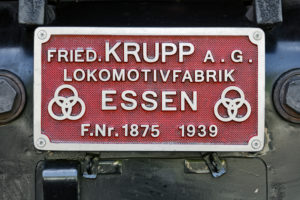 FRIED. KRUPP A.G.
LOKOMOTIVFABRIK
ESSEN
F.Nr. 1875 1939